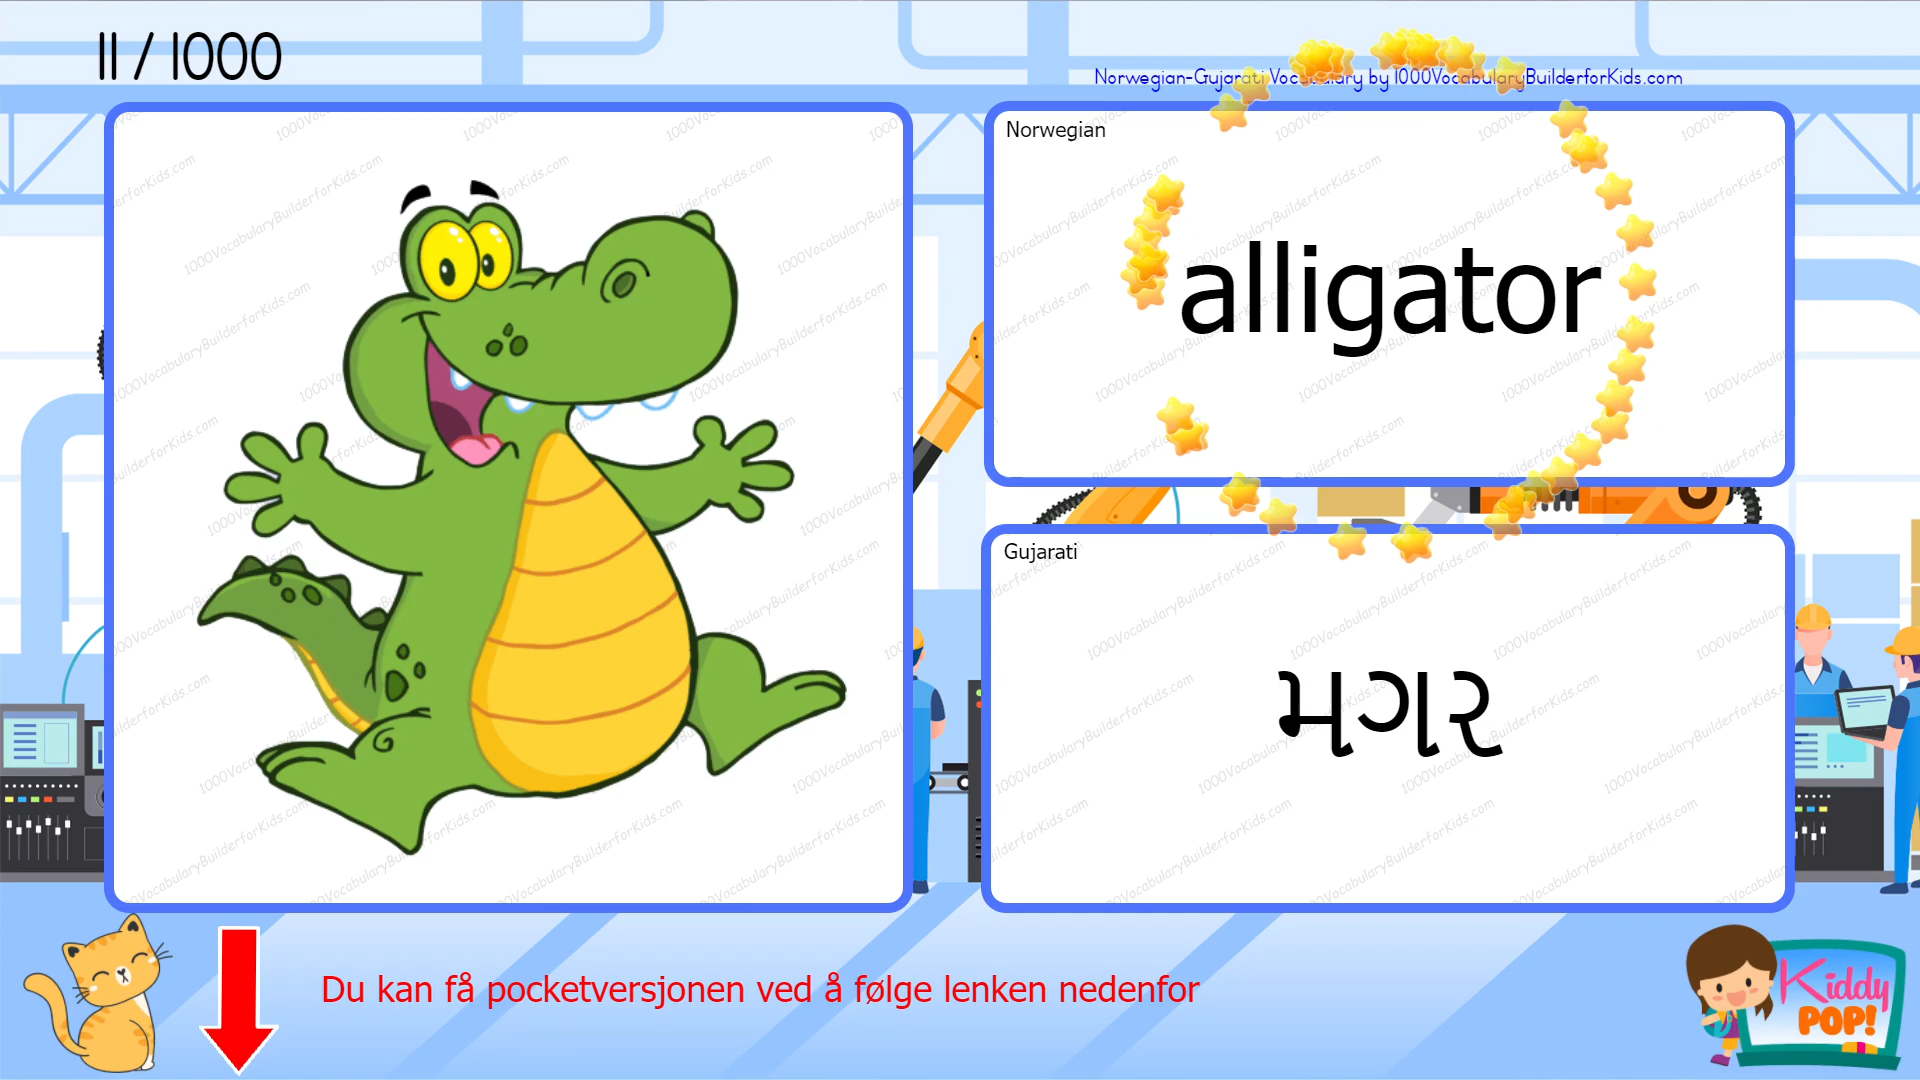 11 / 1000
Norwegian-Gujarati Vocabulary by 1000VocabularyBuilderforKids.com
Norwegian
alligator
Gujarati
મગર
Du kan få pocketversjonen ved å følge lenken nedenfor
Kiddy
POP!